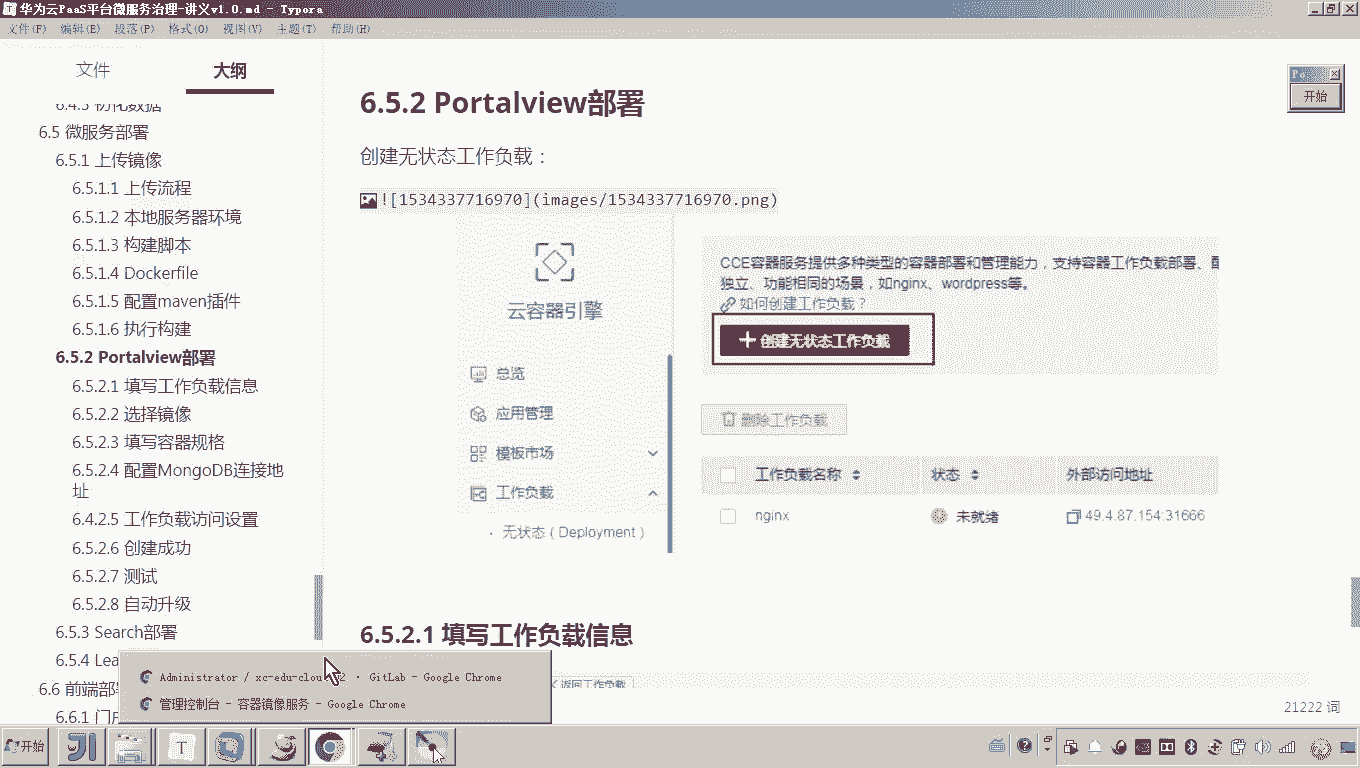 华为云PaaS平台微服务治理-讲义v1.0.md - Typora
文件(F) 编辑(E) 段落(P) 格式(O) 视图(V) 主题(T) 帮助(H)
文件 大纲
6.5 微服务部署
6.5.1 上传镜像
6.5.1.1 上传流程
6.5.1.2 本地服务器环境
6.5.1.3 构建脚本
6.5.1.4 Dockerfile
6.5.1.5 配置maven插件
6.5.1.6 执行构建
6.5.2 Portalview部署
6.5.2.1 填写工作负载信息
6.5.2.2 选择镜像
6.5.2.3 填写容器规格
6.5.2.4 配置MongoDB连接地
址
6.4.2.5 工作负载访问设置
6.5.2.6 创建成功
6.5.2.7 测试
6.5.2.8 自动升级
6.5.3 Search部署
6.5.4 Lea
6.6 前端部
6.6.1 门户
6.5.2 Portalview部署
创建无状态工作负载：
![1534337716970](images/1534337716970.png)
云容器引擎
总览
应用管理
模板市场
工作负载
无状态（Deployment）
CCE容器服务提供多种类型的容器部署和管理能力，支持容器工作负载部署、配
独立、功能相同的场景，如nginx、wordpress等。
如何创建工作负载？
创建无状态工作负载
删除工作负载
工作负载名称 状态 外部访问地址
nginx 未就绪 49.4.87.154:31666
6.5.2.1 填写工作负载信息
返回工作负载
Po
开始
Administrator / xc-edu-clou 2 · GitLab - Google Chrome
管理控制台 - 容器镜像服务 - Google Chrome
21222 词
开始